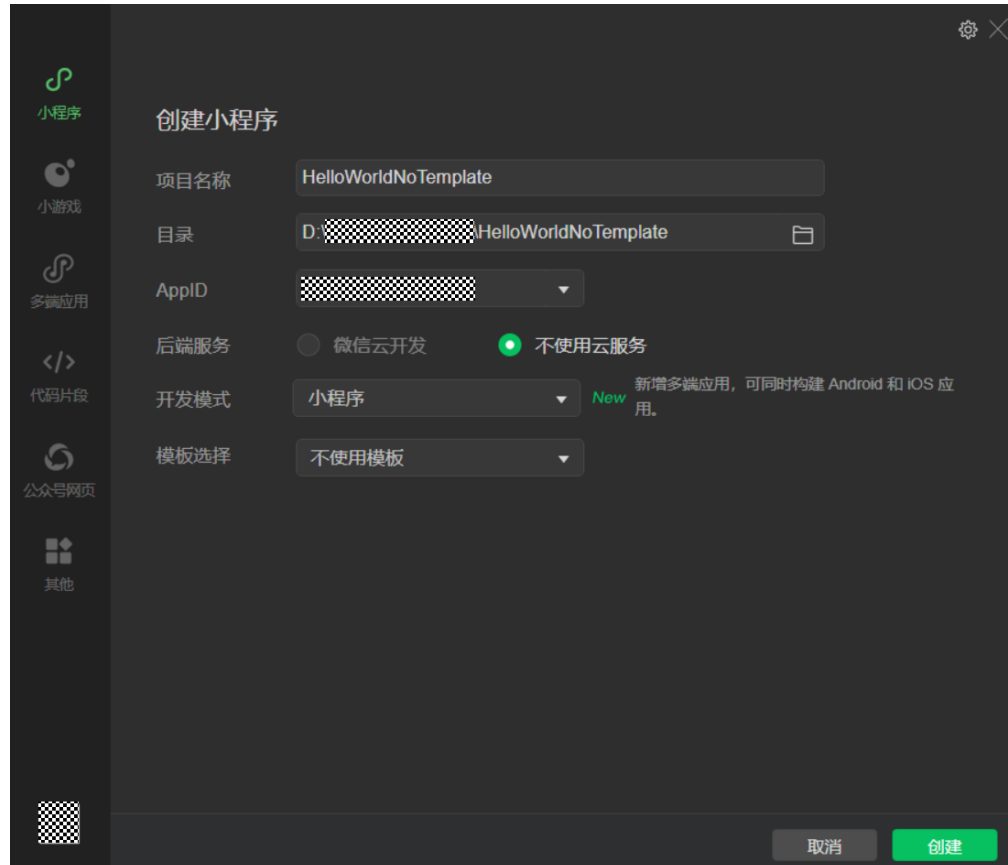 小程序
小游戏
多端应用
代码片段
公众号网页
其他
创建小程序
项目名称 HelloWorldNoTemplate
目录 D:\ \HelloWorldNoTemplate
AppID
后端服务 微信云开发 不使用云服务
开发模式 小程序 New 新增多端应用，可同时构建 Android 和 iOS 应
用。
模板选择 不使用模板
取消 创建